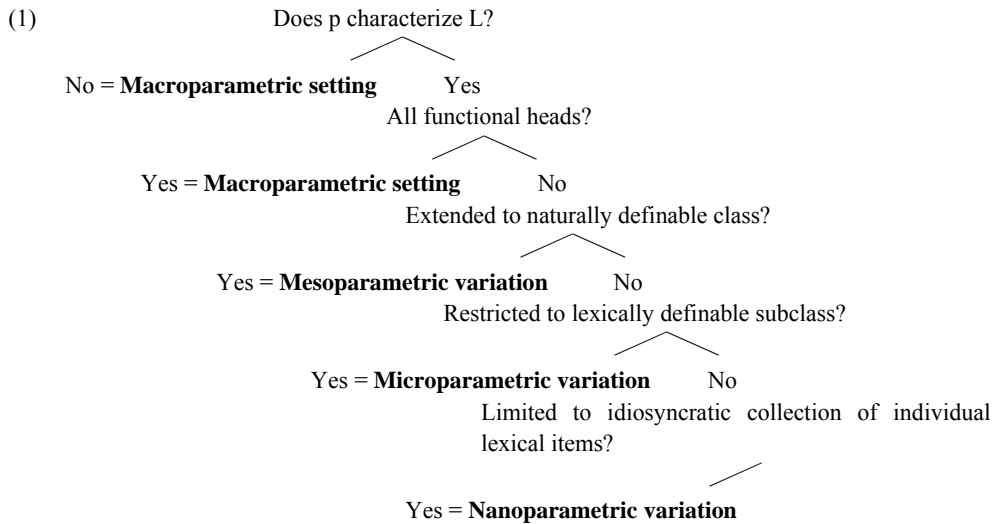 (1) Does p characterize L?
No = Macroparametric setting Yes
All functional heads?
Yes = Macroparametric setting No
Extended to naturally definable class?
Yes = Mesoparametric variation No
Restricted to lexically definable subclass?
Yes = Microparametric variation No
Limited to idiosyncratic collection of individual
lexical items?
Yes = Nanoparametric variation